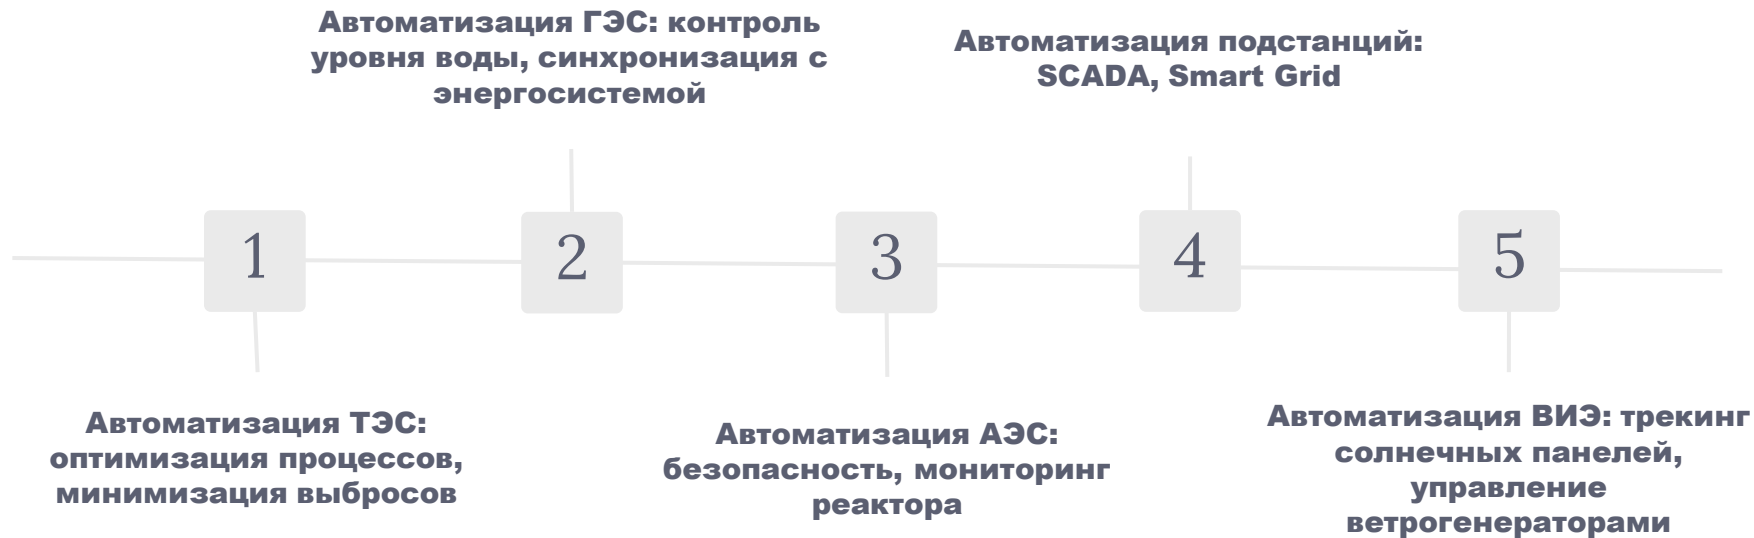 Автоматизация ГЭС: контроль
уровня воды, синхронизация с
энергосистемой
Автоматизация подстанций:
SCADA, Smart Grid
1
2
3
4
5
Автоматизация ТЭС:
оптимизация процессов,
минимизация выбросов
Автоматизация АЭС:
безопасность, мониторинг
реактора
Автоматизация ВИЭ: трекинг
солнечных панелей,
управление
ветрогенераторами